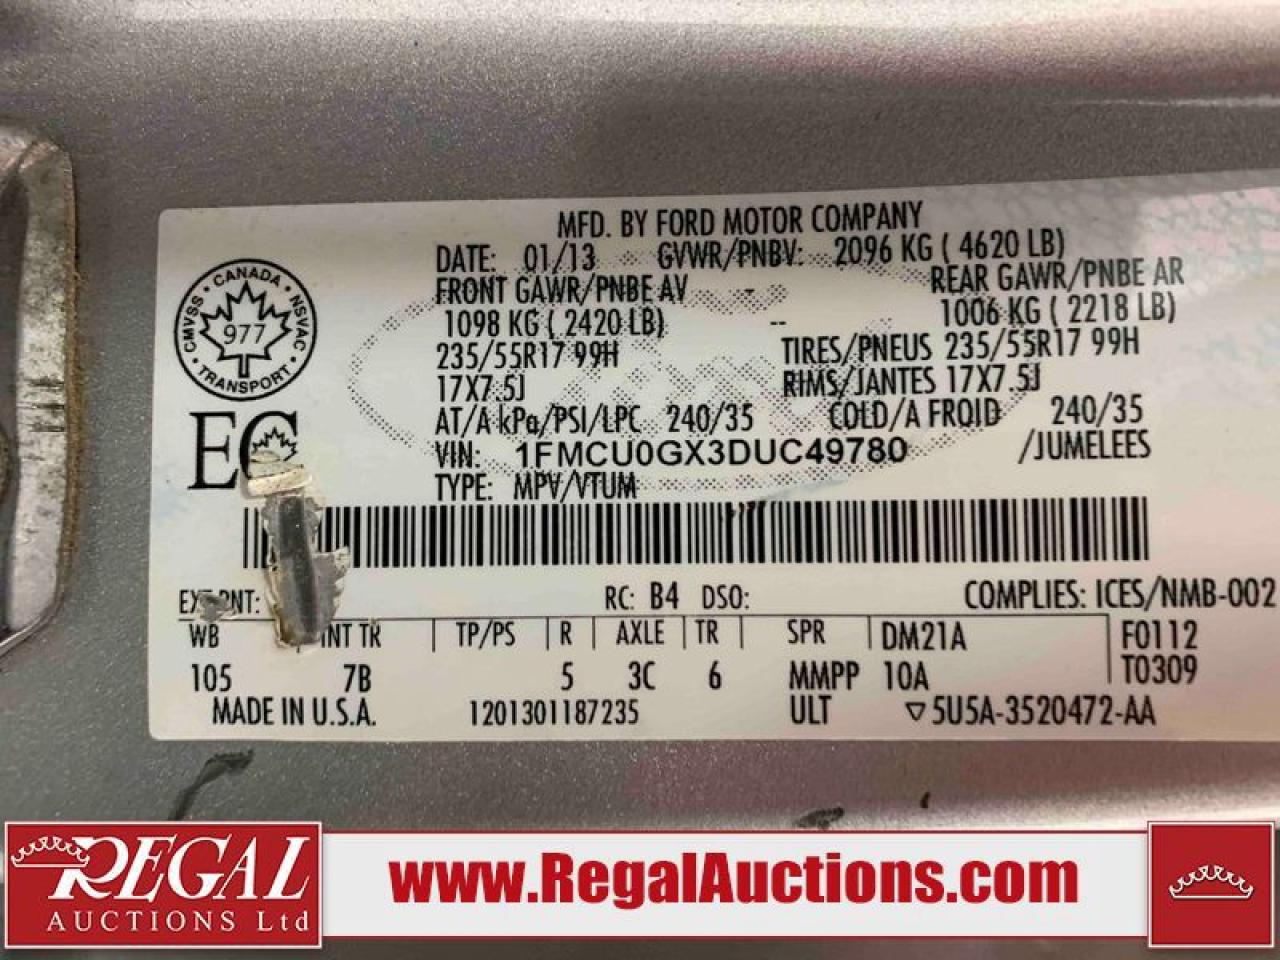 MFD. BY FORD MOTOR COMPANY
DATE: 01/13 GVWR/PNBV: 2096 KG ( 4620 LB)
FRONT GAWR/PNBE AV - REAR GAWR/PNBE AR
1098 KG ( 2420 LB) -- 1006 KG ( 2218 LB)
235/55R17 99H TIRES/PNEUS 235/55R17 99H
17X7.5J RIMS/JANTES 17X7.5J
AT/A kPa/PSI/LPC 240/35 COLD/A FROID 240/35
VIN: 1FMCU0GX3DUC49780 /JUMELEES
TYPE: MPV/VTUM
CANADA
CMVSS NSVAC
977
TRANSPORT
EC
PNT: RC: B4 DSO: COMPLIES: ICES/NMB-002
WB INT TR TP/PS R AXLE TR SPR DM21A F0112
105 7B 5 3C 6 MMPP 10A T0309
MADE IN U.S.A. 1201301187235 ULT ▽5U5A-3520472-AA
REGAL
AUCTIONS Ltd
www.RegalAuctions.com